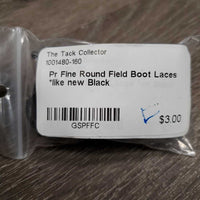 The Tack Collector
1001480-160
Pr Fine Round Field Boot Laces
*like new Black
$3.00
GSPFFC